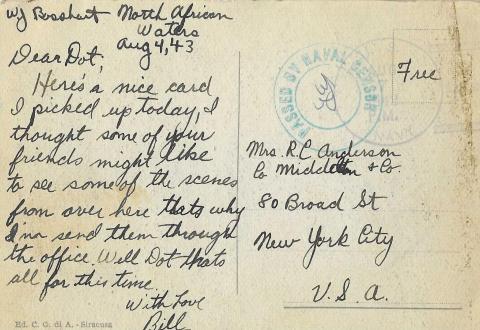 WJ Bosshart North African
Waters
Aug 4, 43
Dear Dot,
Here's a nice card
I picked up today, I
thought some of your
friends might like
to see some of the scenes
from over here thats why
I'm send them through
the office. Well Dot thats
all for this time.
With Love
Bill
Ed. C. G. di A. - Siracusa
PASSED BY NAVAL CENSOR
Free
Mrs. R. C. Anderson
Co Middleton & Co.
80 Broad St
New York City
U. S. A.